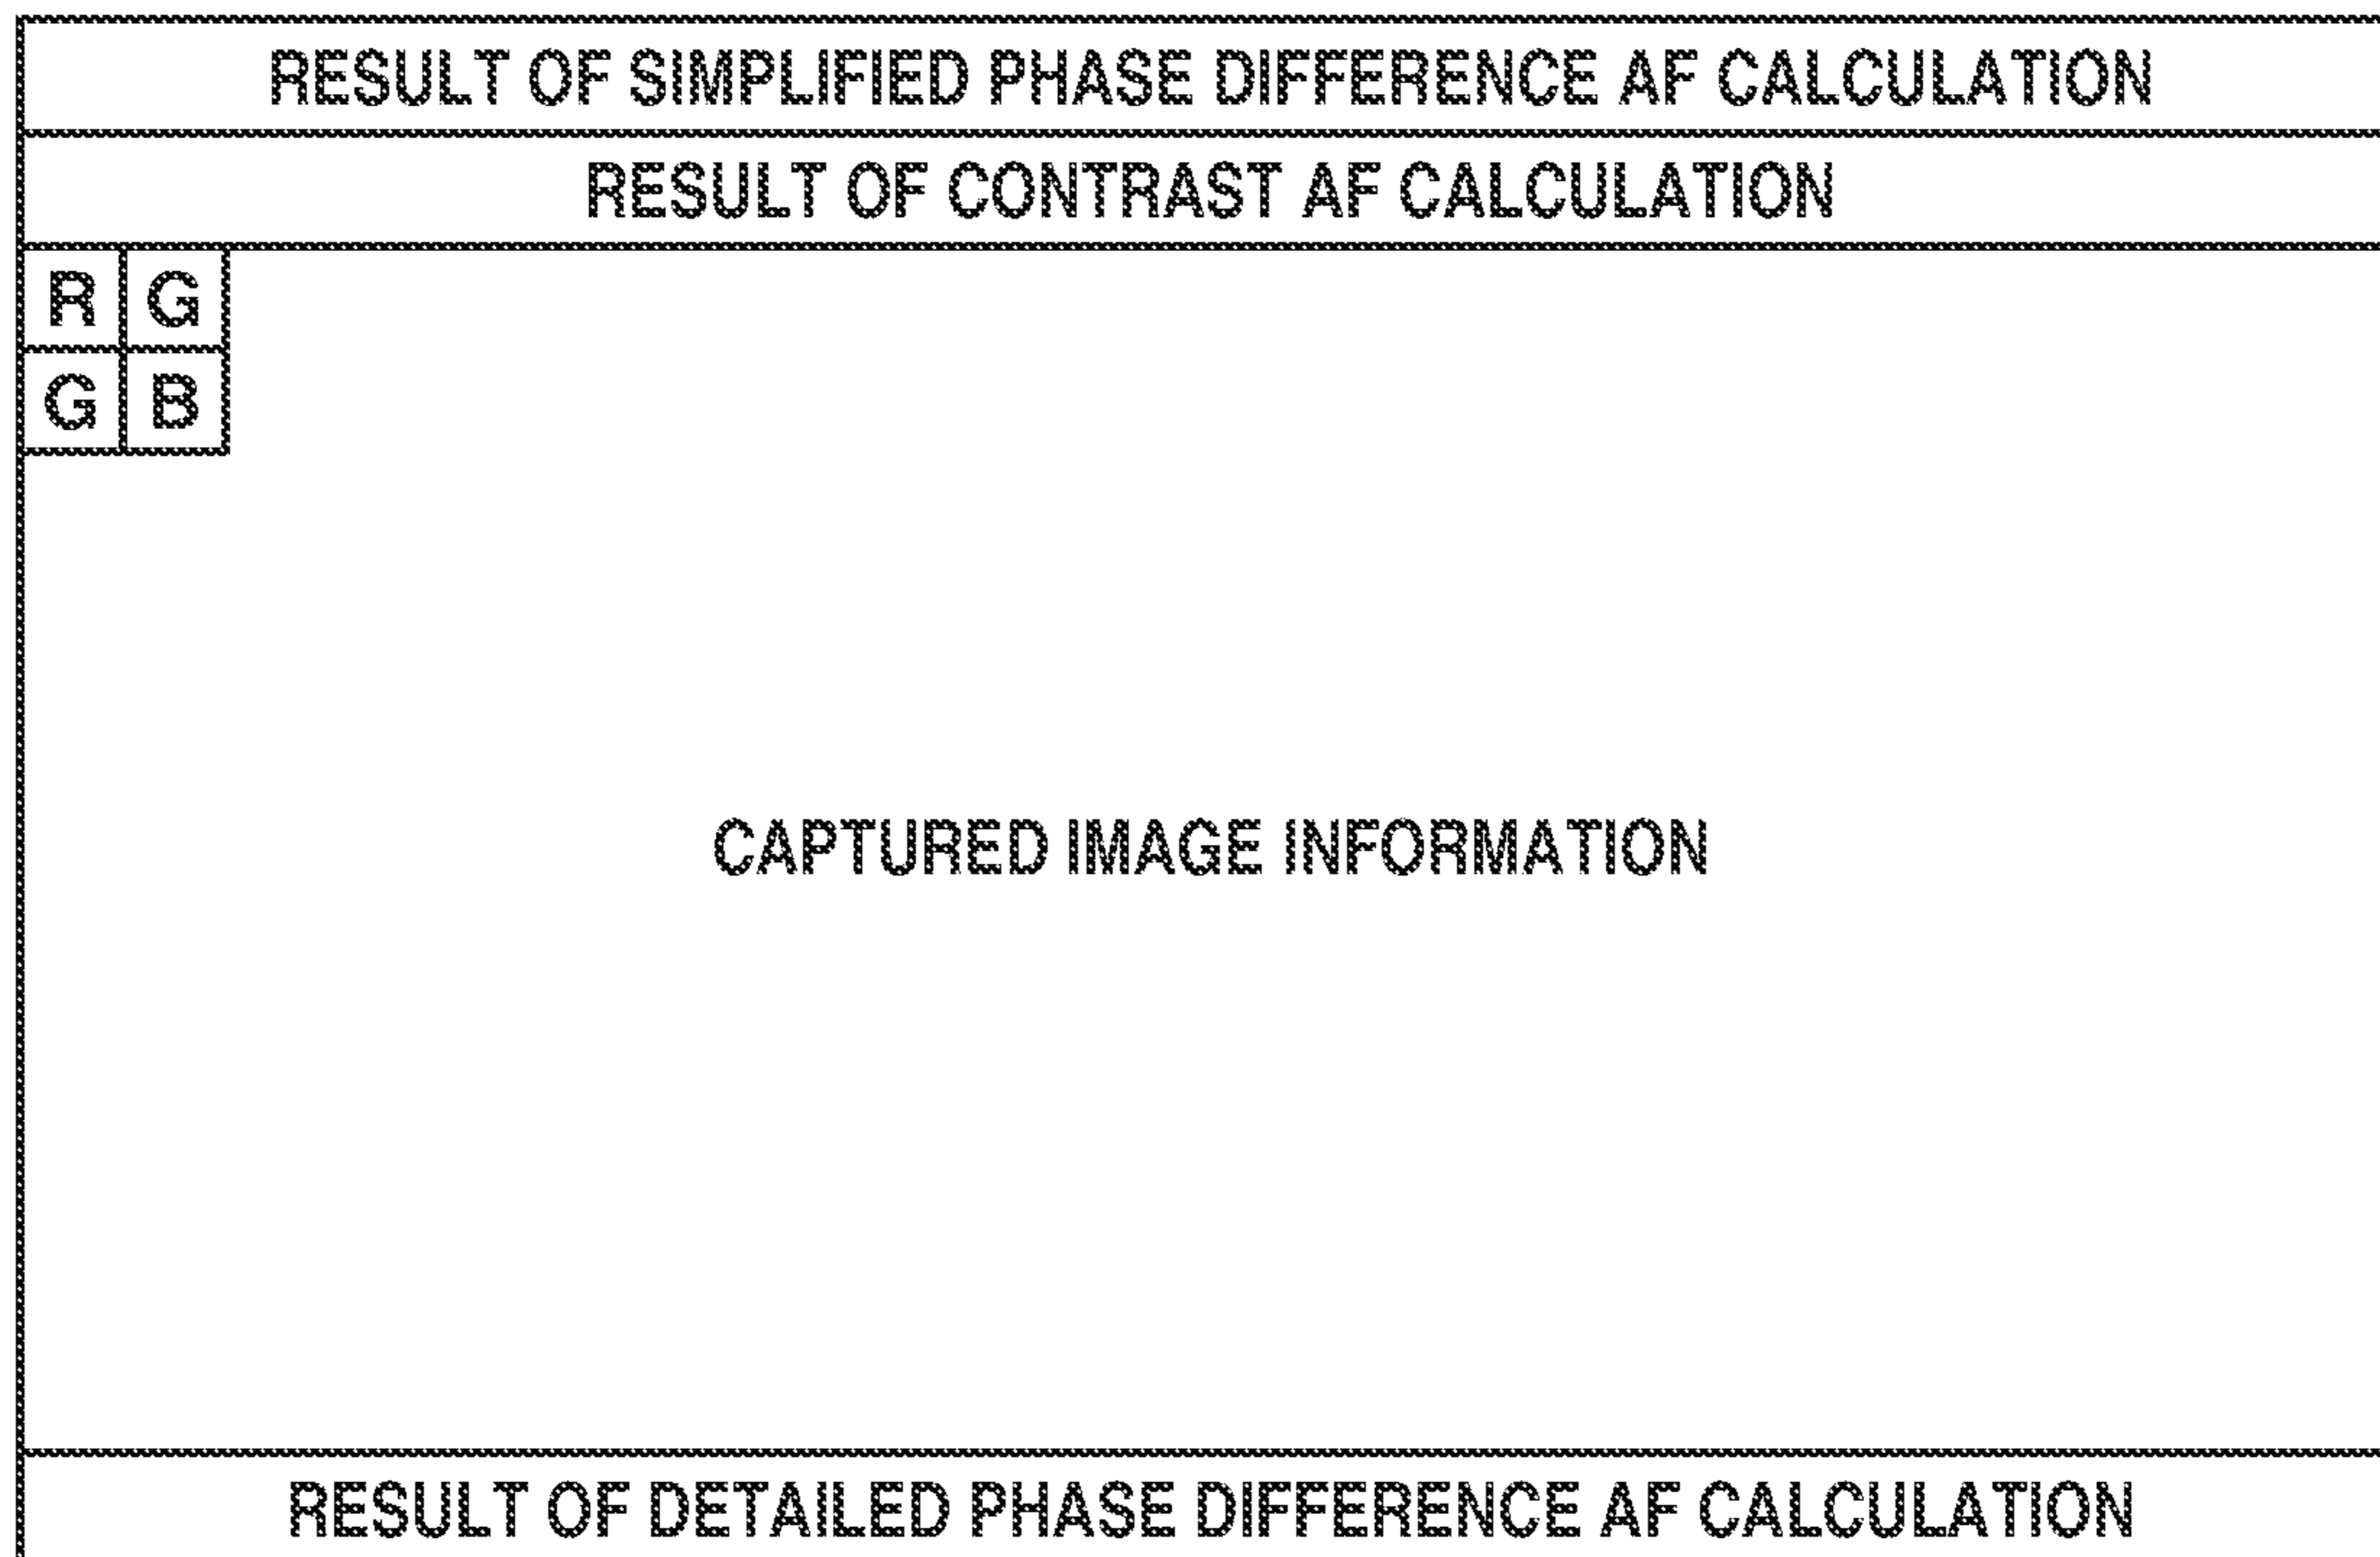 RESULT OF SIMPLIFIED PHASE DIFFERENCE AF CALCULATION
RESULT OF CONTRAST AF CALCULATION
R G
G B
CAPTURED IMAGE INFORMATION
RESULT OF DETAILED PHASE DIFFERENCE AF CALCULATION